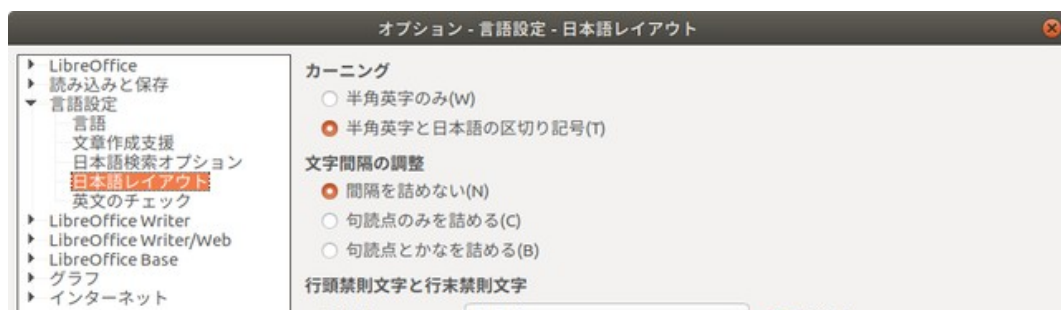 オプション - 言語設定 - 日本語レイアウト
LibreOffice
読み込みと保存
言語設定
言語
文章作成支援
日本語検索オプション
日本語レイアウト
英文のチェック
LibreOffice Writer
LibreOffice Writer/Web
LibreOffice Base
グラフ
インターネット
カーニング
半角英字のみ(W)
半角英字と日本語の区切り記号(T)
文字間隔の調整
間隔を詰めない(N)
句読点のみを詰める(C)
句読点とかなを詰める(B)
行頭禁則文字と行末禁則文字